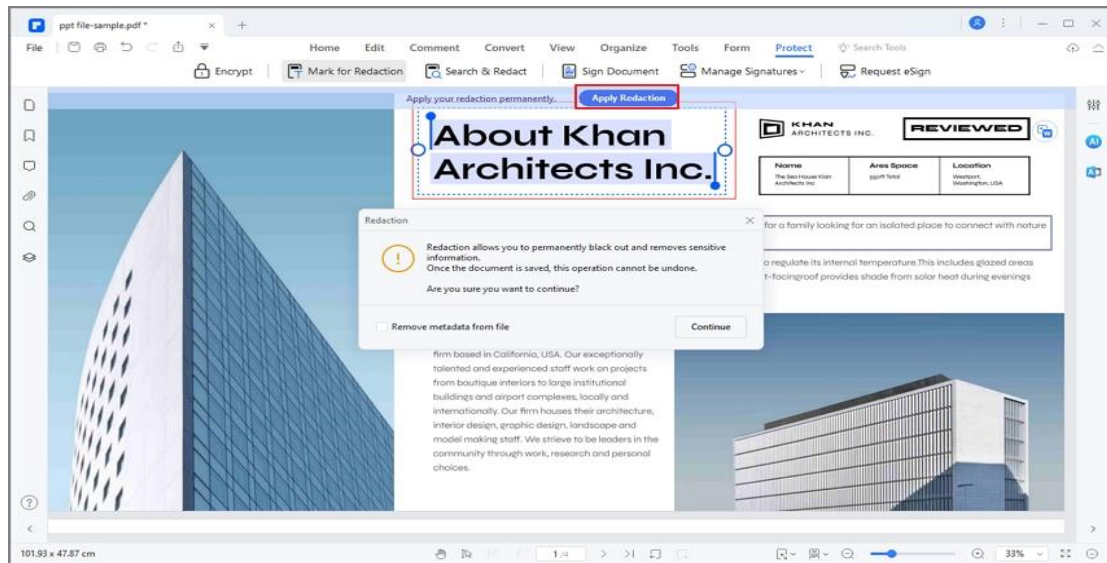 ppt file-sample.pdf *
File
Home Edit Comment Convert View Organize Tools Form Protect Search Tools
Encrypt Mark for Redaction Search & Redact Sign Document Manage Signatures Request eSign
Apply your redaction permanently. Apply Redaction
About Khan
Architects Inc.
KHAN
ARCHITECTS INC.
REVIEWED
Name Ares Space Location
The Sea House Klan Architects Inc 550ft Total Westport, Washington, USA
for a family looking for an isolated place to connect with nature
o regulate its internal temperature.This includes glazed areas
t-facingroof provides shade from solar heat during evenings
Redaction
Redaction allows you to permanently black out and removes sensitive
information.
Once the document is saved, this operation cannot be undone.
Are you sure you want to continue?
Remove metadata from file Continue
firm based in California, USA. Our exceptionally
talented and experienced staff work on projects
from boutique interiors to large institutional
buildings and airport complexes, locally and
internationally. Our firm houses their architecture,
interior design, graphic design, landscape and
model making staff. We strieve to be leaders in the
community through work, research and personal
choices.
101.93 x 47.87 cm 1 /4 33%